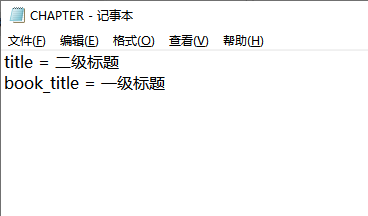 CHAPTER - 记事本
文件(F) 编辑(E) 格式(O) 查看(V) 帮助(H)
title = 二级标题
book_title = 一级标题